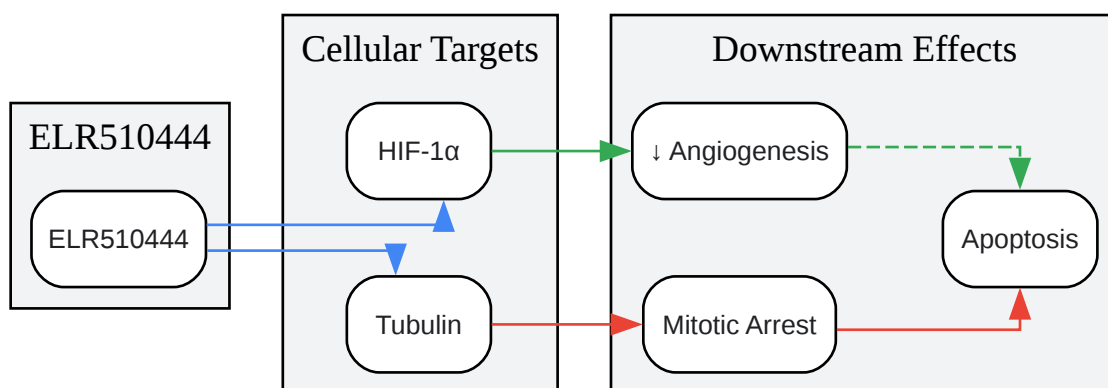 ELR510444
ELR510444
Cellular Targets
HIF-1α
Tubulin
Downstream Effects
↓ Angiogenesis
Mitotic Arrest
Apoptosis